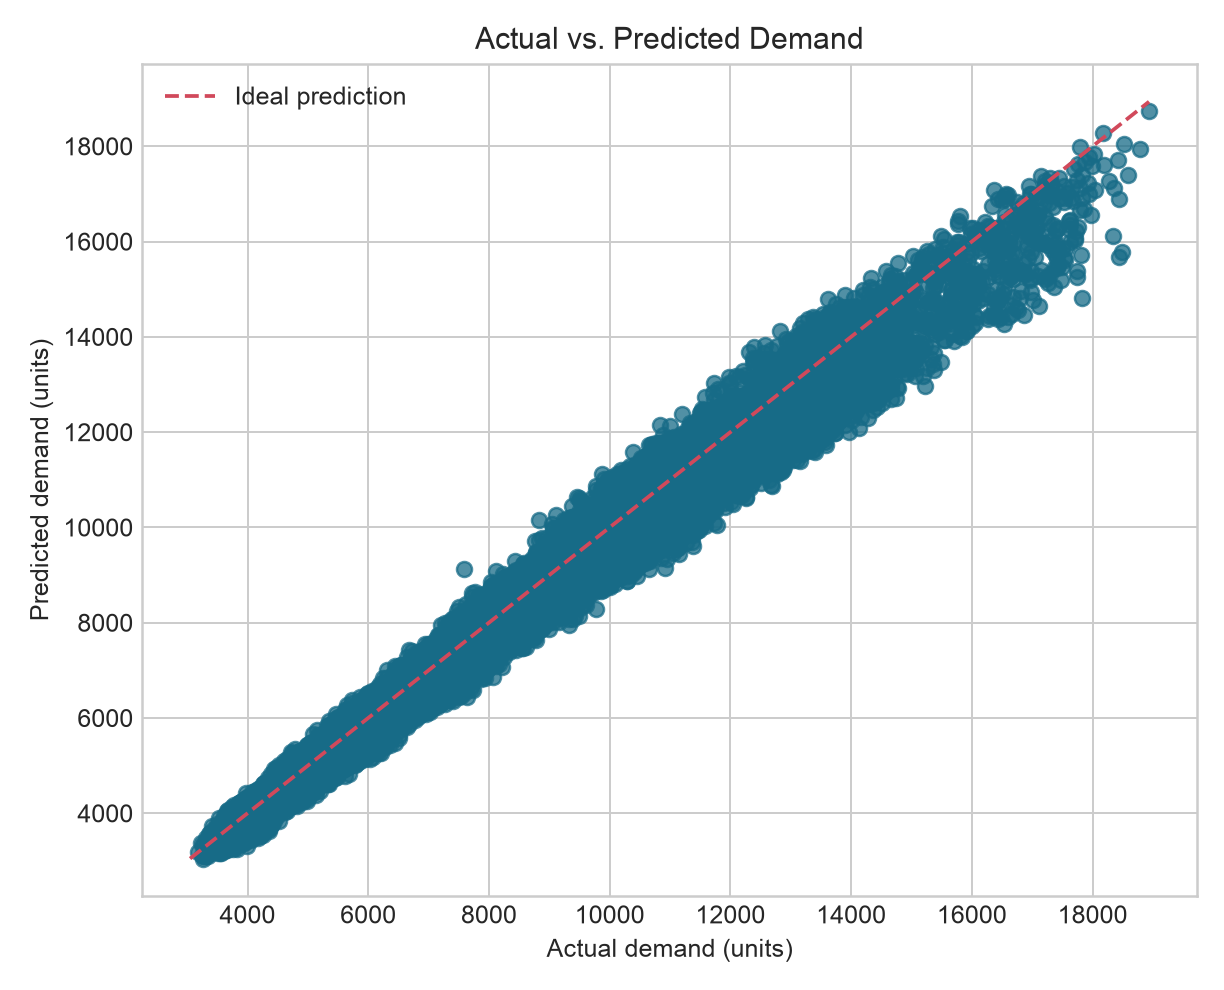 Actual vs. Predicted Demand
Ideal prediction
Predicted demand (units)
18000
16000
14000
12000
10000
8000
6000
4000
4000 6000 8000 10000 12000 14000 16000 18000
Actual demand (units)